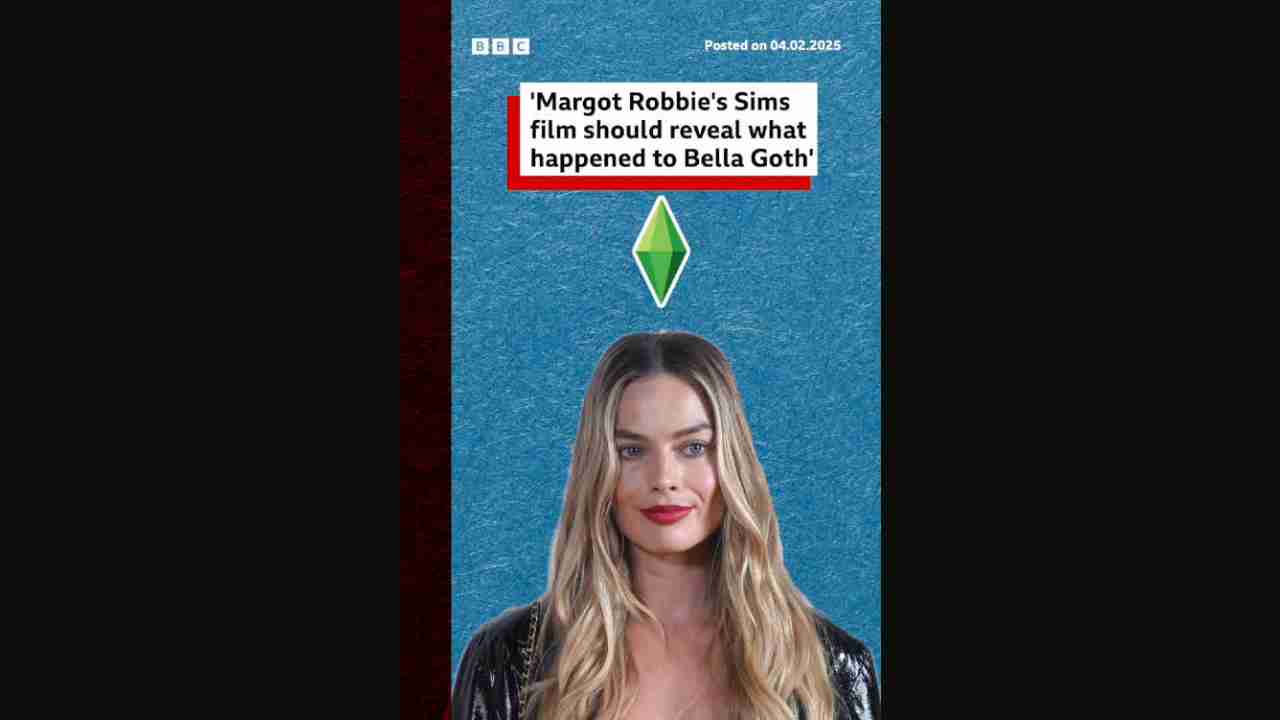 BBC
Posted on 04.02.2025
'Margot Robbie's Sims
film should reveal what
happened to Bella Goth'